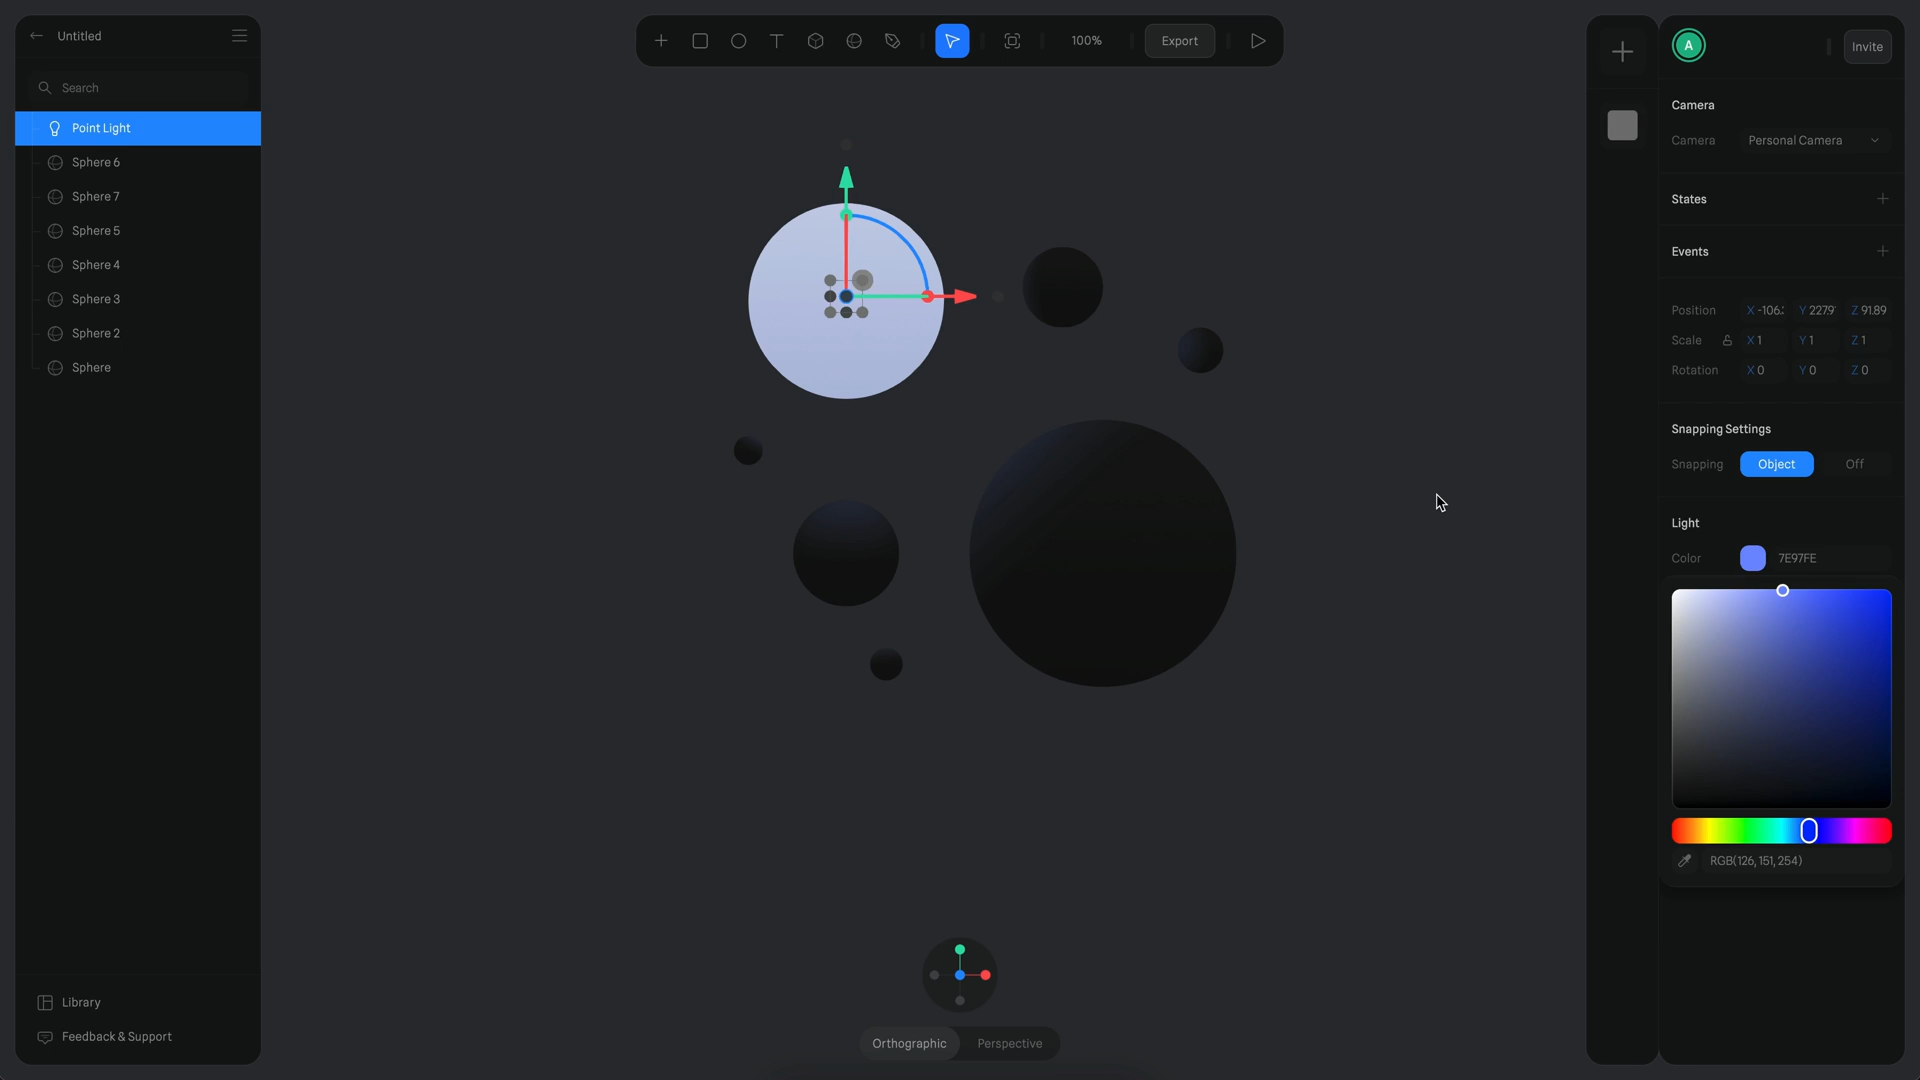 Untitled
Search
Point Light
Sphere 6
Sphere 7
Sphere 5
Sphere 4
Sphere 3
Sphere 2
Sphere
Library
Feedback & Support
100%
Export
Orthographic
Perspective
A
Invite
Camera
Camera Personal Camera
States
Events
Position X -106.: Y 227.9' Z 91.89
Scale X 1 Y 1 Z 1
Rotation X 0 Y 0 Z 0
Snapping Settings
Snapping Object Off
Light
Color 7E97FE
RGB(126, 151, 254)